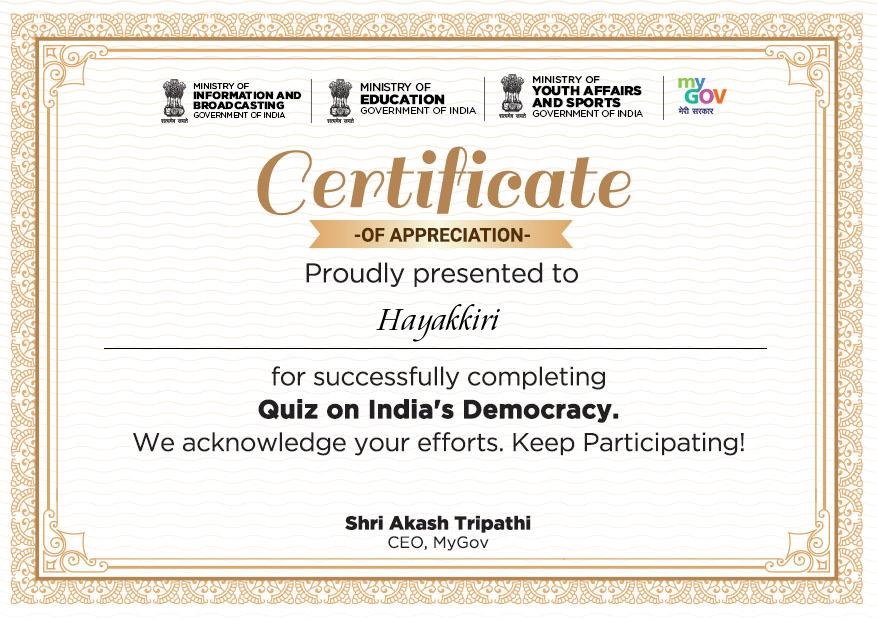 MINISTRY OF
INFORMATION AND
BROADCASTING
GOVERNMENT OF INDIA
सत्यमेव जयते
MINISTRY OF
EDUCATION
GOVERNMENT OF INDIA
सत्यमेव जयते
MINISTRY OF
YOUTH AFFAIRS
AND SPORTS
GOVERNMENT OF INDIA
सत्यमेव जयते
my
GOV
मेरी सरकार
Certificate
-OF APPRECIATION-
Proudly presented to
Hayakkiri
for successfully completing
Quiz on India's Democracy.
We acknowledge your efforts. Keep Participating!
Shri Akash Tripathi
CEO, MyGov